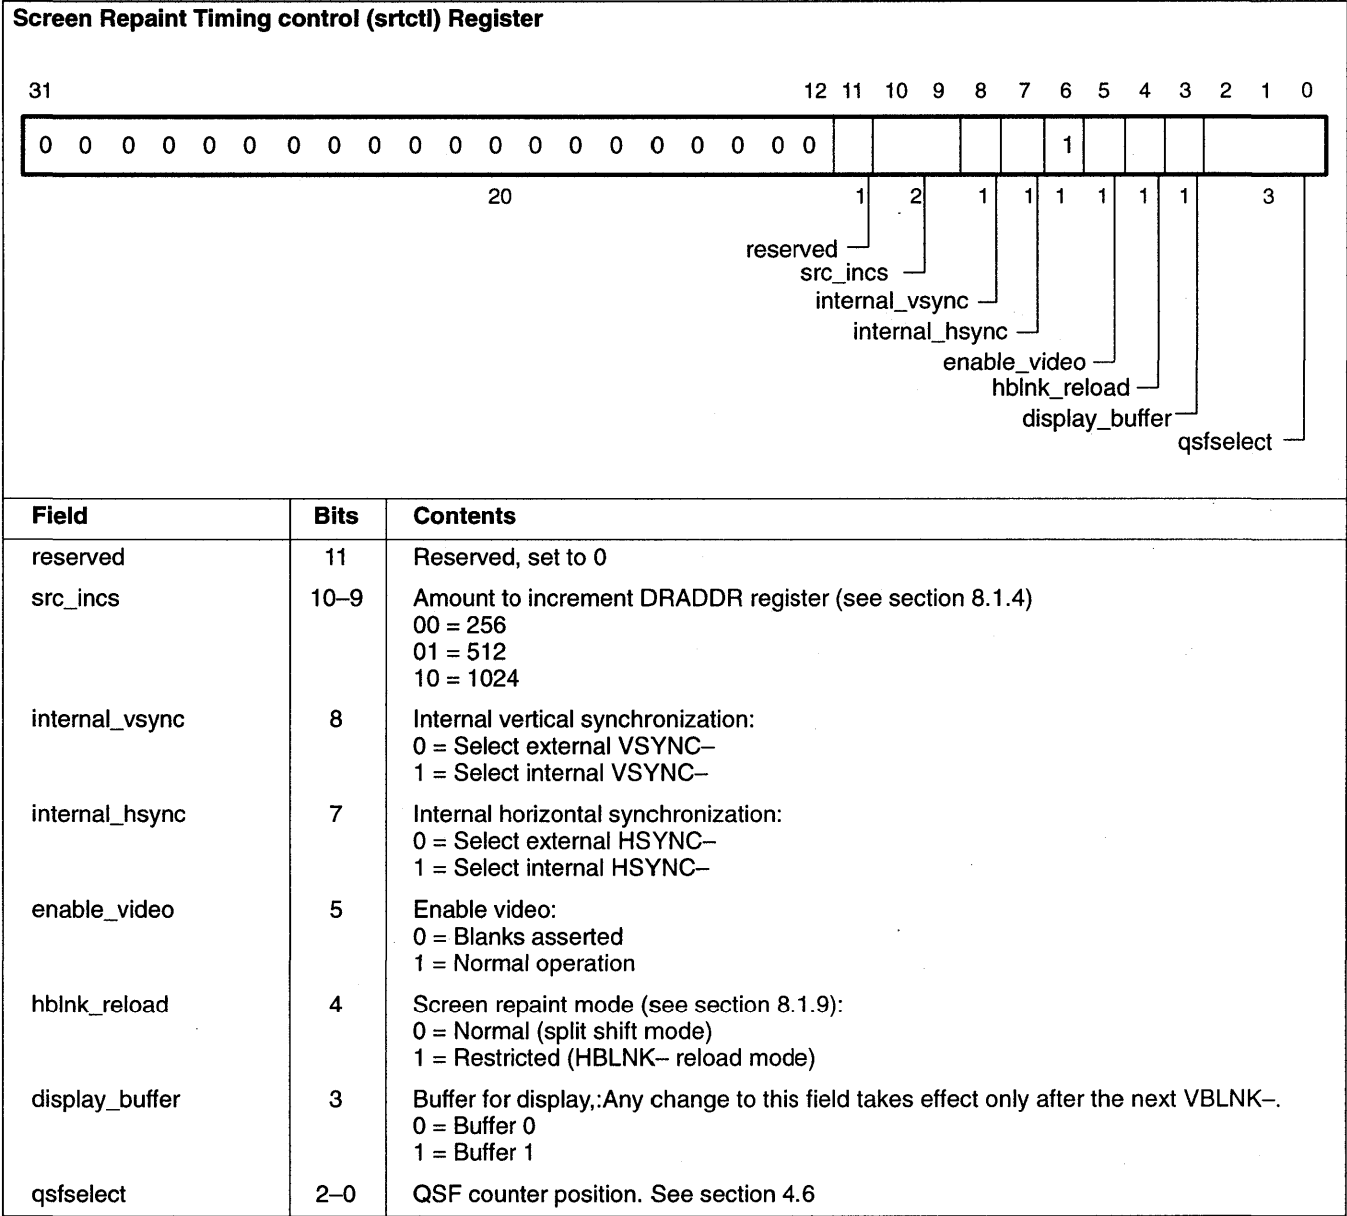 Screen Repaint Timing control (srtctl) Register
31 12 11 10 9 8 7 6 5 4 3 2 1 0
0 0 0 0 0 0 0 0 0 0 0 0 0 0 0 0 0 0 0 0 1
20 1 2 1 1 1 1 1 1 3
reserved
src_incs
internal_vsync
internal_hsync
enable_video
hblnk_reload
display_buffer
qsfselect
Field Bits Contents
reserved 11 Reserved, set to 0
src_incs 10–9 Amount to increment DRADDR register (see section 8.1.4)
00 = 256
01 = 512
10 = 1024
internal_vsync 8 Internal vertical synchronization:
0 = Select external VSYNC–
1 = Select internal VSYNC–
internal_hsync 7 Internal horizontal synchronization:
0 = Select external HSYNC–
1 = Select internal HSYNC–
enable_video 5 Enable video:
0 = Blanks asserted
1 = Normal operation
hblnk_reload 4 Screen repaint mode (see section 8.1.9):
0 = Normal (split shift mode)
1 = Restricted (HBLNK– reload mode)
display_buffer 3 Buffer for display,:Any change to this field takes effect only after the next VBLNK–.
0 = Buffer 0
1 = Buffer 1
qsfselect 2–0 QSF counter position. See section 4.6